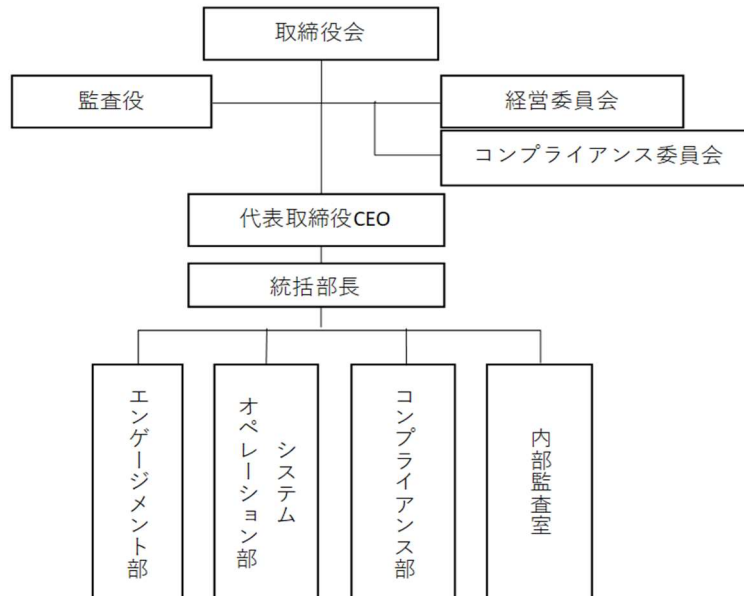 取締役会
監査役
経営委員会
コンプライアンス委員会
代表取締役CEO
統括部長
エンゲージメント部
システム
オペレーション部
コンプライアンス部
内部監査室